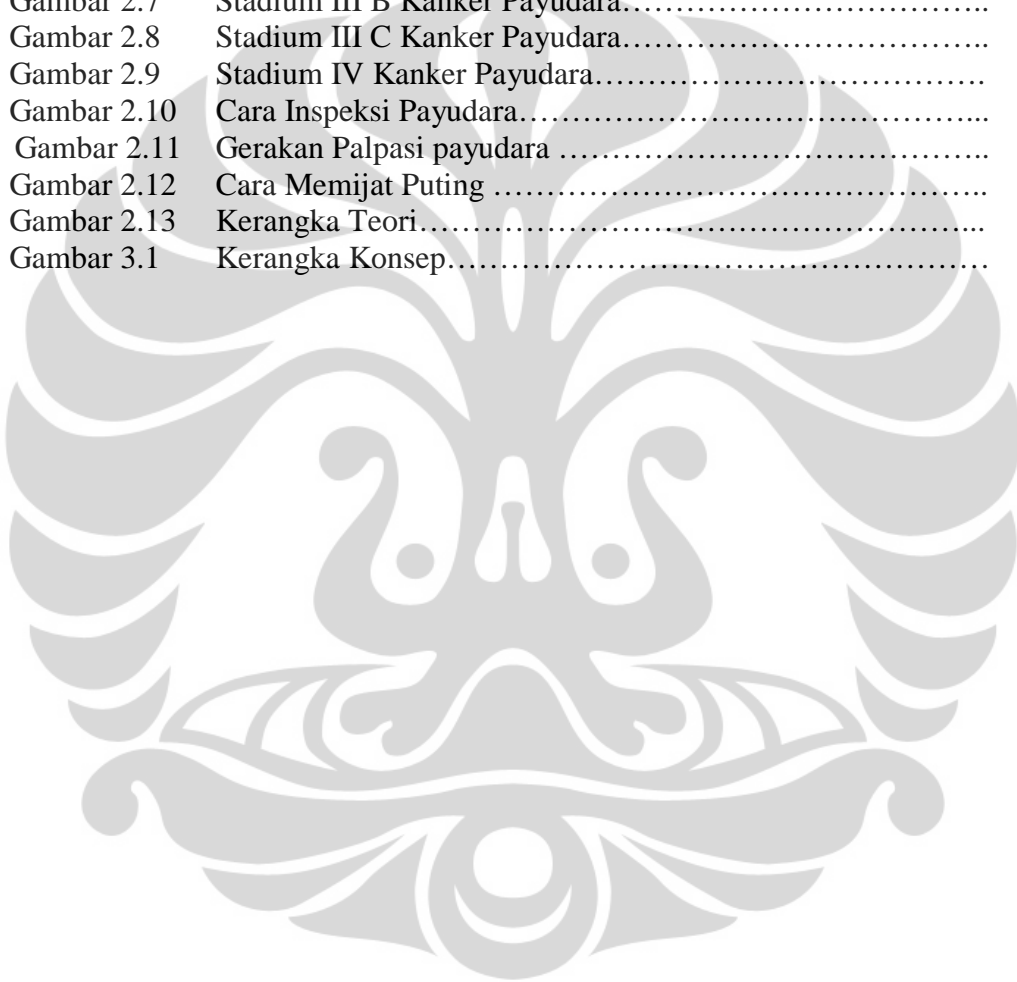 Gambar 2.7 Stadium III B Kanker Payudara…………………………………..
Gambar 2.8 Stadium III C Kanker Payudara…………………………………...
Gambar 2.9 Stadium IV Kanker Payudara…………………………………….
Gambar 2.10 Cara Inspeksi Payudara…………………………………………...
Gambar 2.11 Gerakan Palpasi payudara ………………………………………..
Gambar 2.12 Cara Memijat Puting ……………………………………………..
Gambar 2.13 Kerangka Teori……………………………………………………...
Gambar 3.1 Kerangka Konsep…………………………………………………